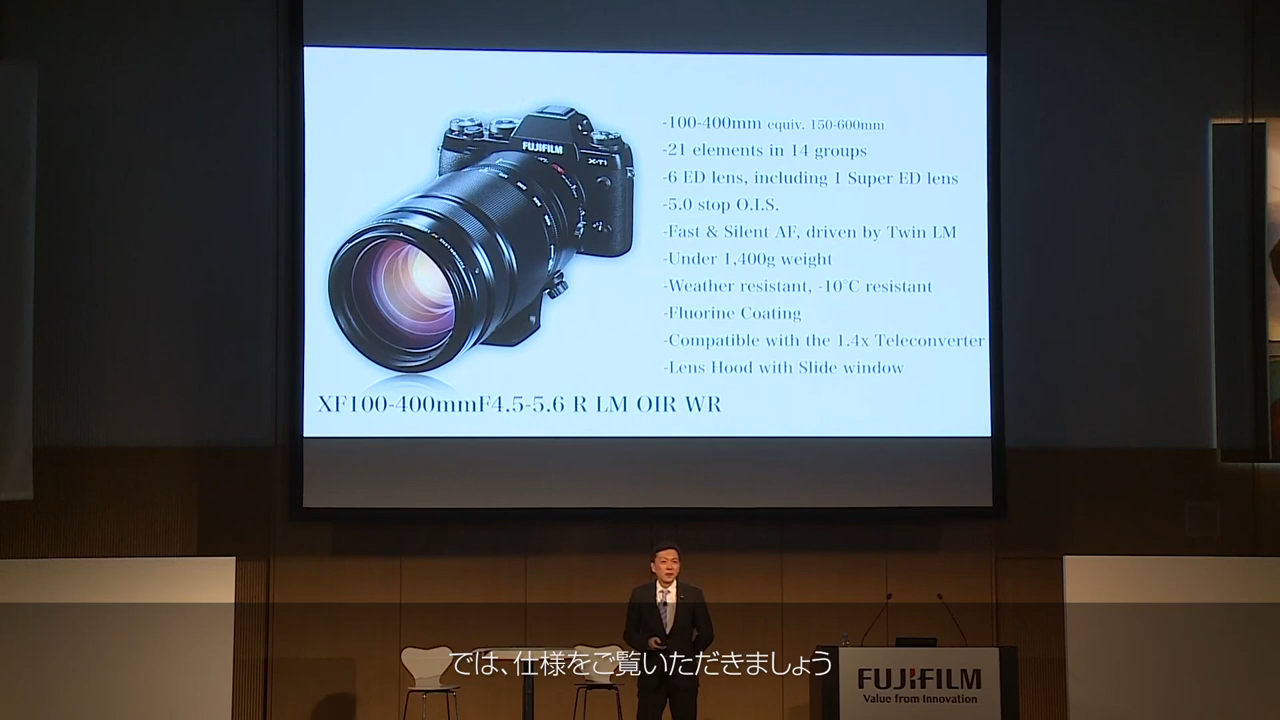 FUJIFILM
X-T1
-100-400mm equiv. 150-600mm
-21 elements in 14 groups
-6 ED lens, including 1 Super ED lens
-5.0 stop O.I.S.
-Fast & Silent AF, driven by Twin LM
-Under 1,400g weight
-Weather resistant, -10°C resistant
-Fluorine Coating
-Compatible with the 1.4x Teleconverter
-Lens Hood with Slide window
XF100-400mmF4.5-5.6 R LM OIR WR
では、仕様をご覧いただきましょう
FUJIFILM
Value from Innovation